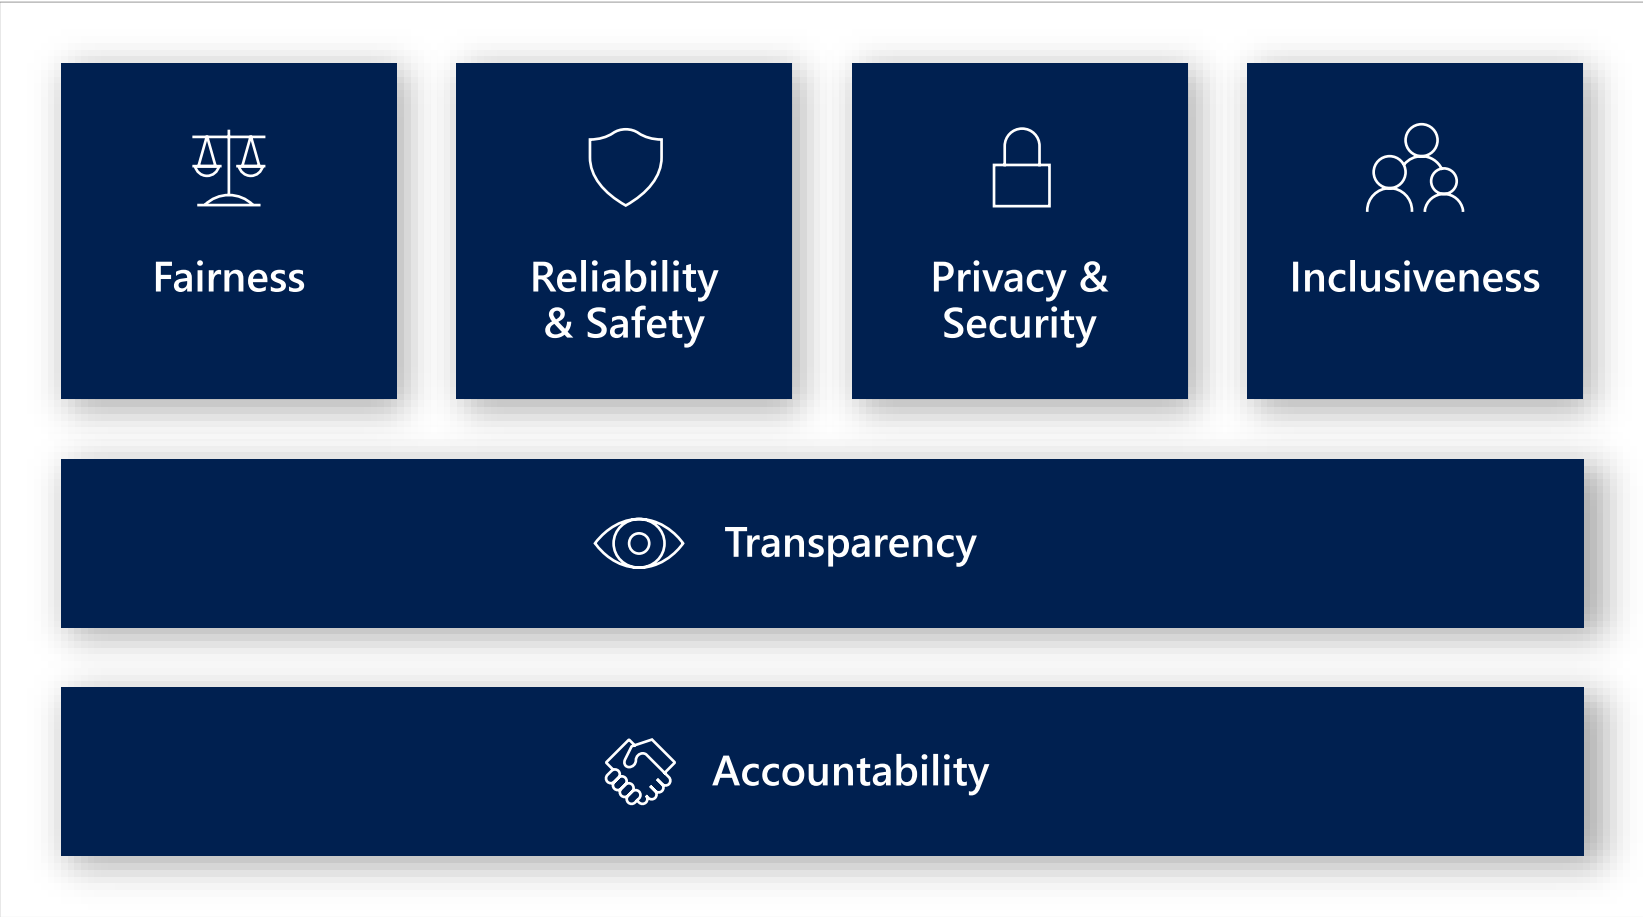 Fairness
Reliability
& Safety
Privacy &
Security
Inclusiveness
Transparency
Accountability